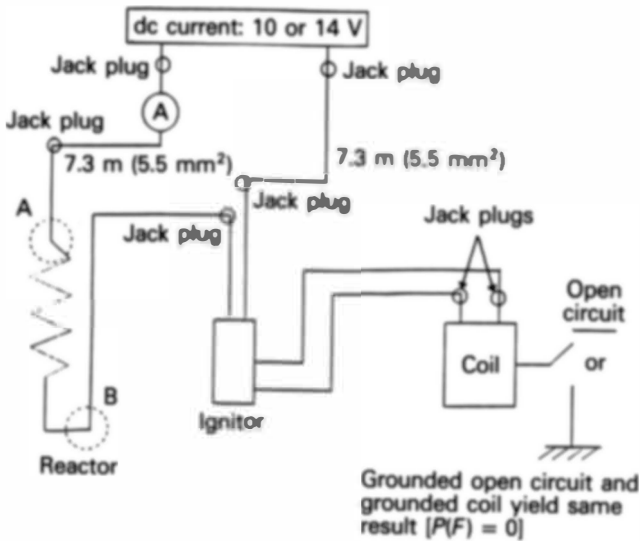 dc current: 10 or 14 V
Jack plug
Jack plug
A
Jack plug
7.3 m (5.5 mm²)
7.3 m (5.5 mm²)
A
Jack plug
Jack plug
Jack plugs
Open
circuit
or
Coil
B
Ignitor
Reactor
Grounded open circuit and
grounded coil yield same
result [P(F) = 0]